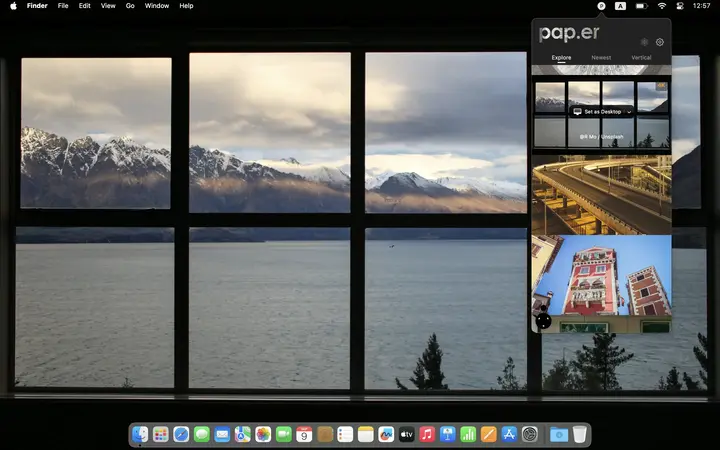 Finder File Edit View Go Window Help
A
12:57
pap.er
Explore Newest Vertical
Set as Desktop
@R Mo / Unsplash
9
tv